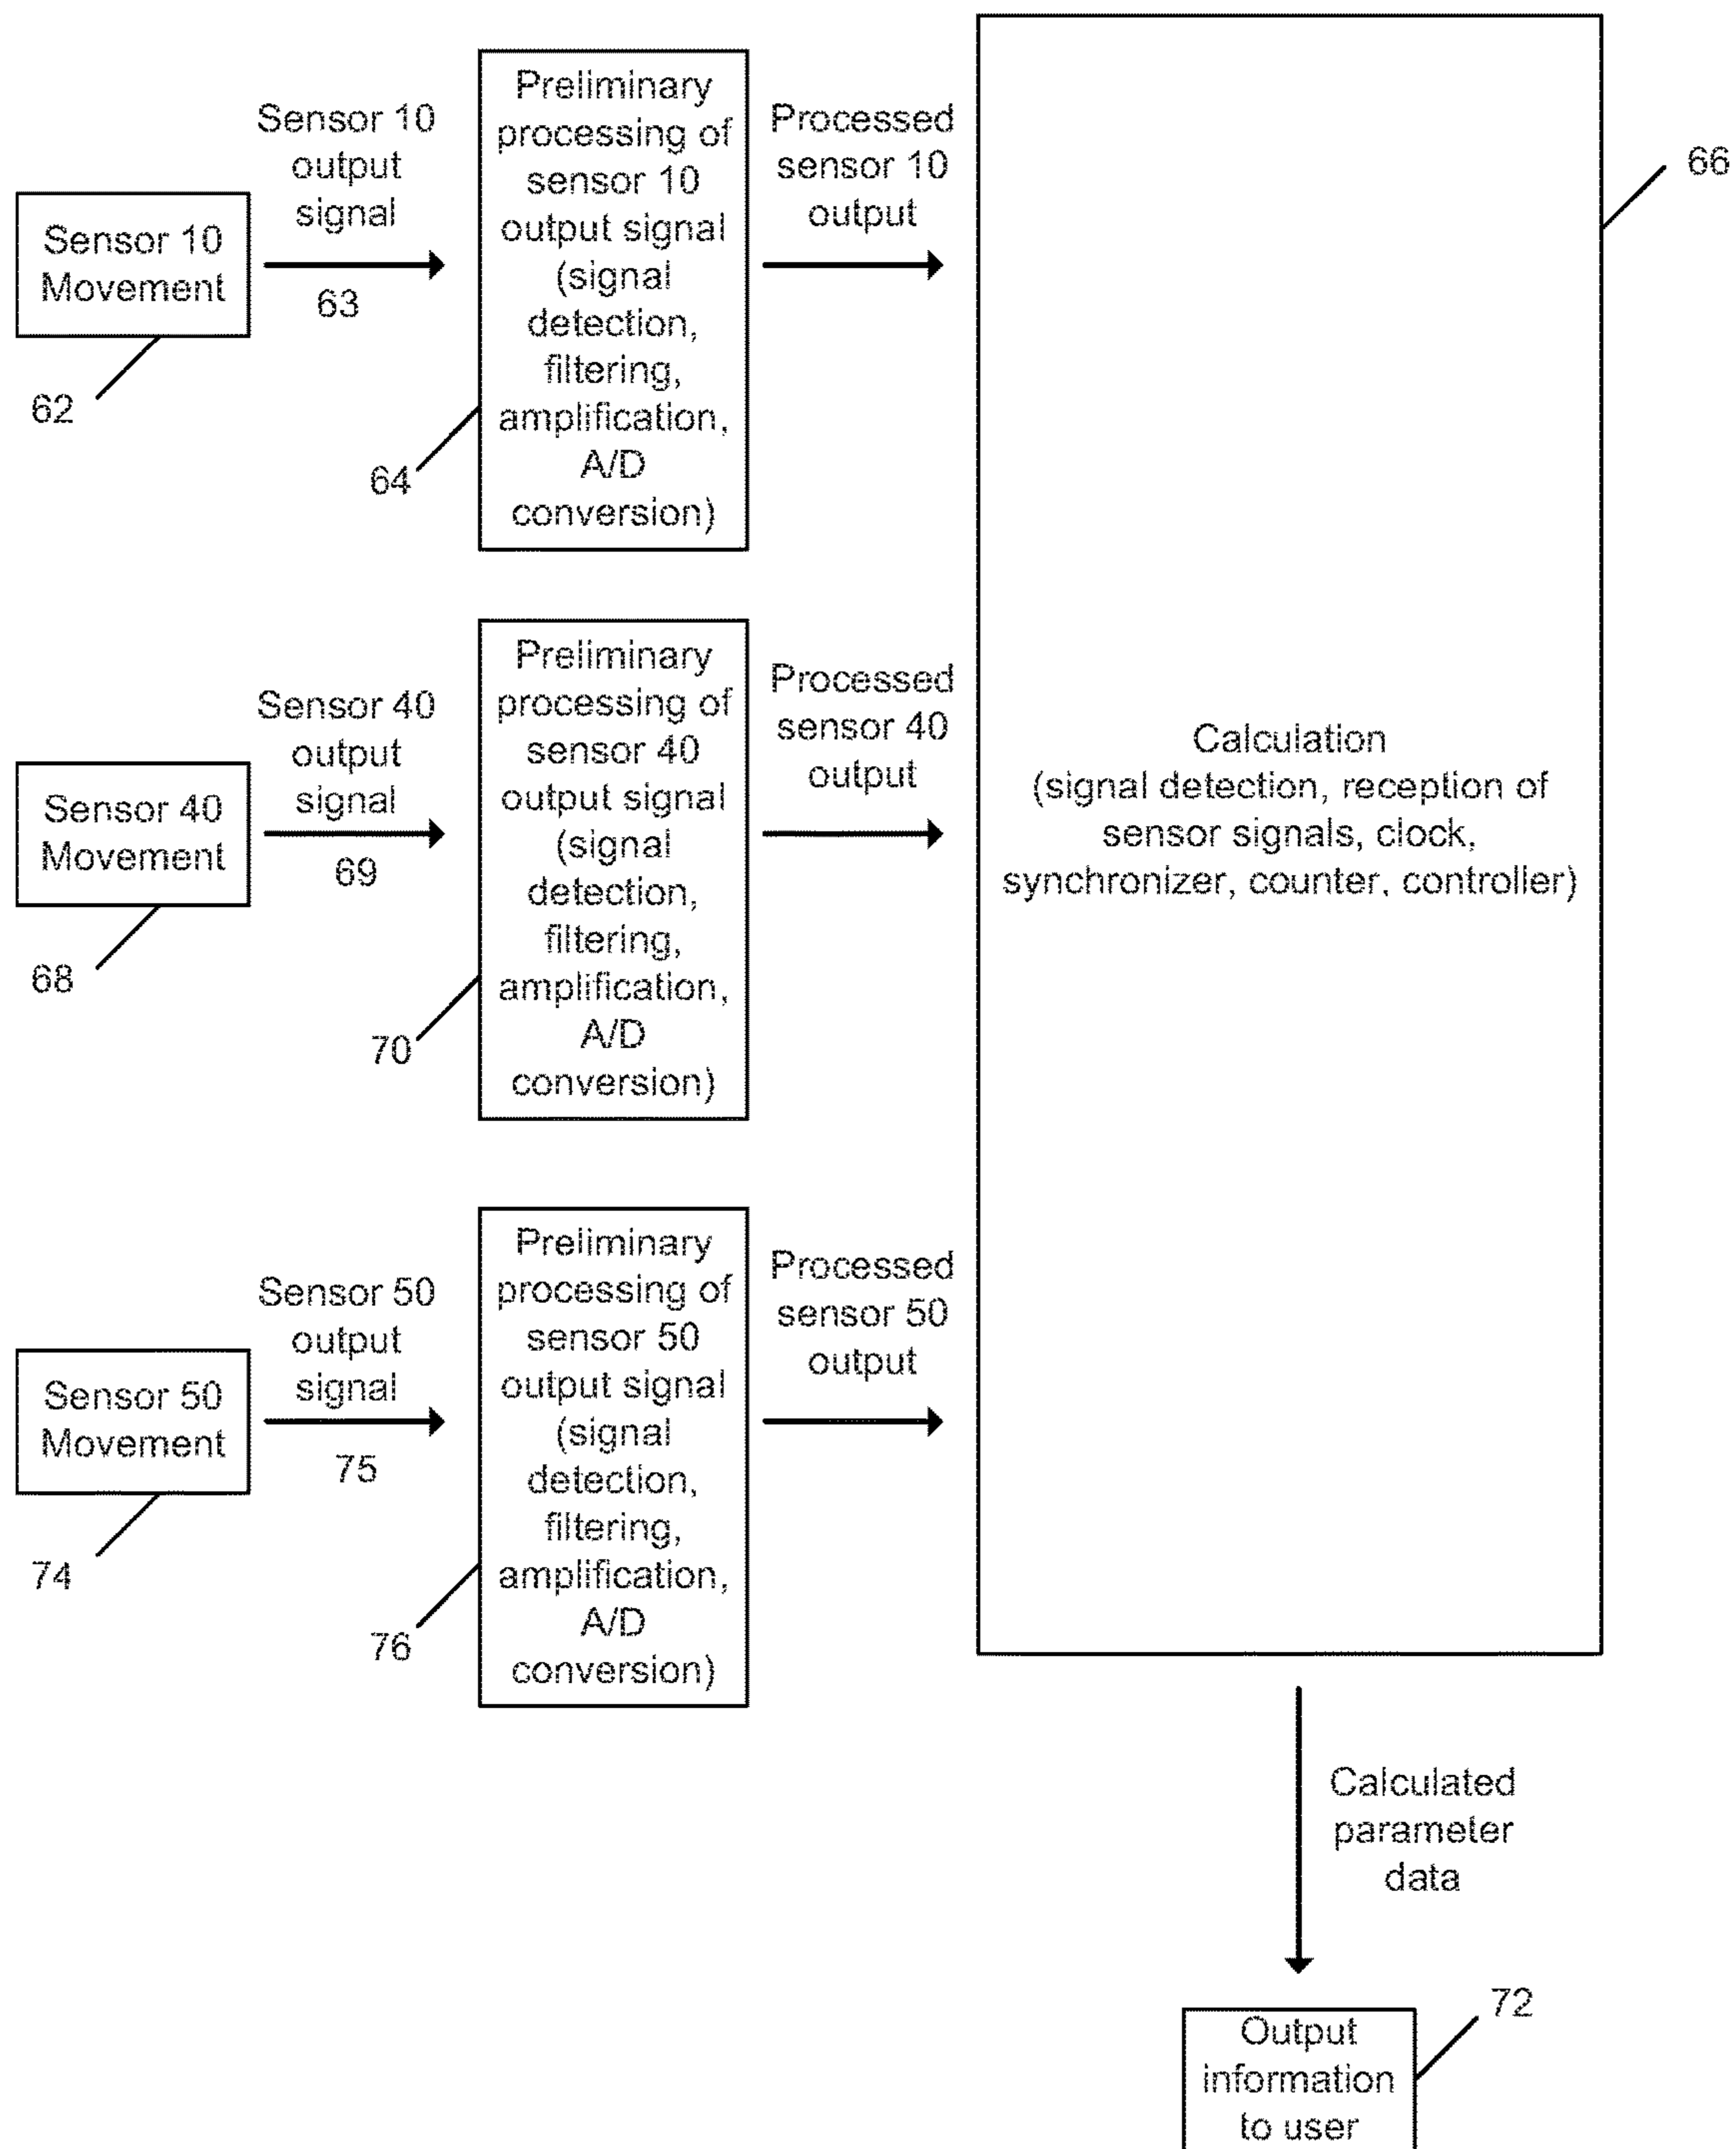 Sensor 10
Movement
62
Sensor 10
output
signal
63
Preliminary
processing of
sensor 10
output signal
(signal
detection,
filtering,
amplification,
A/D
conversion)
64
Processed
sensor 10
output
66
Sensor 40
Movement
68
Sensor 40
output
signal
69
Preliminary
processing of
sensor 40
output signal
(signal
detection,
filtering,
amplification,
A/D
conversion)
70
Processed
sensor 40
output
Calculation
(signal detection, reception of
sensor signals, clock,
synchronizer, counter, controller)
Sensor 50
Movement
74
Sensor 50
output
signal
75
Preliminary
processing of
sensor 50
output signal
(signal
detection,
filtering,
amplification,
A/D
conversion)
76
Processed
sensor 50
output
Calculated
parameter
data
72
Output
information
to user